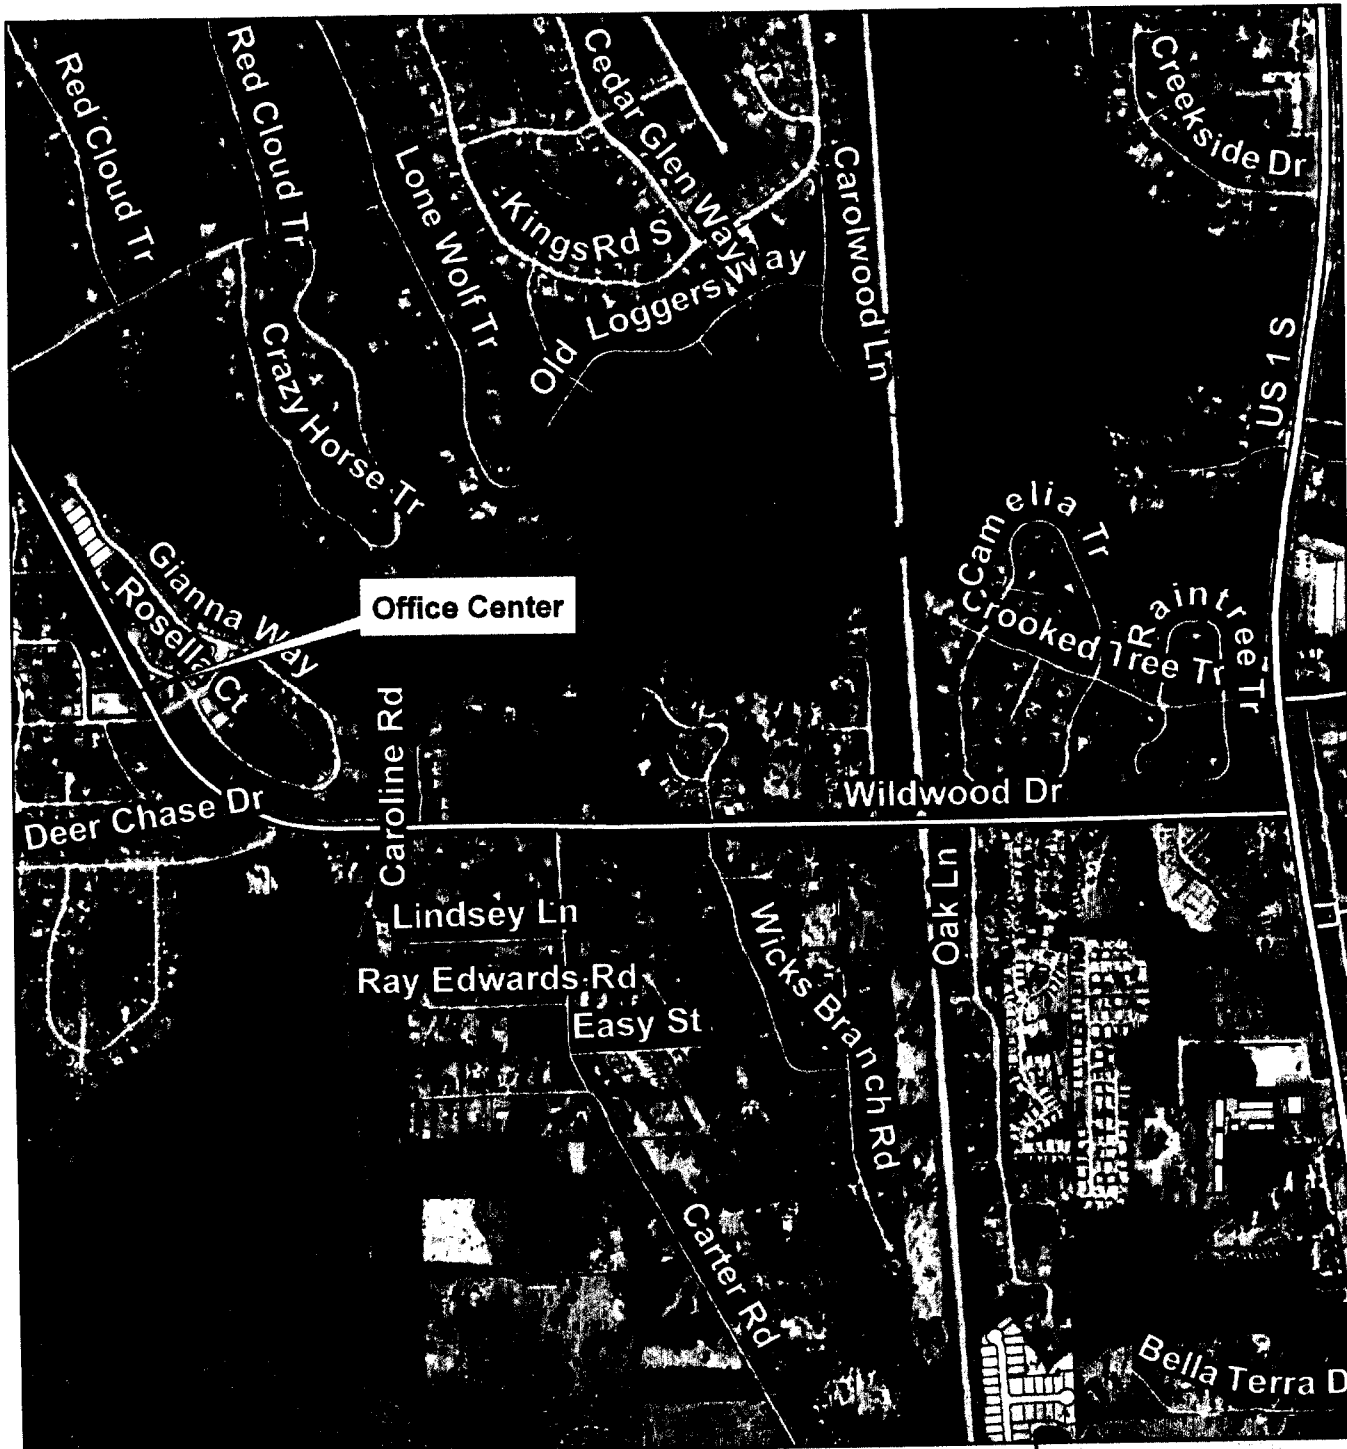 Red Cloud Tr
Red Cloud Tr
Lone Wolf Tr
Cedar Glen Way
Kings Rd S
Old Loggers Way
Carolwood Ln
Creekside Dr
US 1 S
Crazy Horse Tr
Gianna Way
Rosella Ct
Office Center
Camelia Tr
Crooked Tree Tr
Raintree Tr
Caroline Rd
Wildwood Dr
Deer Chase Dr
Lindsey Ln
Ray Edwards Rd
Easy St
Wicks Branch Rd
Oak Ln
Carter Rd
Bella Terra D